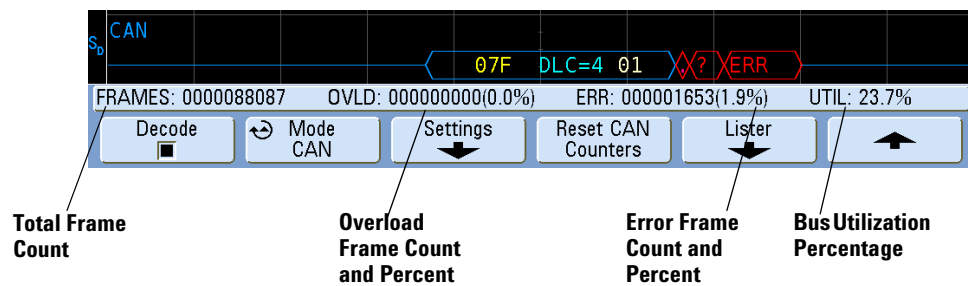 CAN
SD
07F DLC=4 01 . ? ERR
FRAMES: 0000088087 OVLD: 000000000(0.0%) ERR: 000001653(1.9%) UTIL: 23.7%
Decode
Mode
CAN
Settings
Reset CAN
Counters
Lister
Total Frame
Count
Overload
Frame Count
and Percent
Error Frame
Count and
Percent
Bus Utilization
Percentage